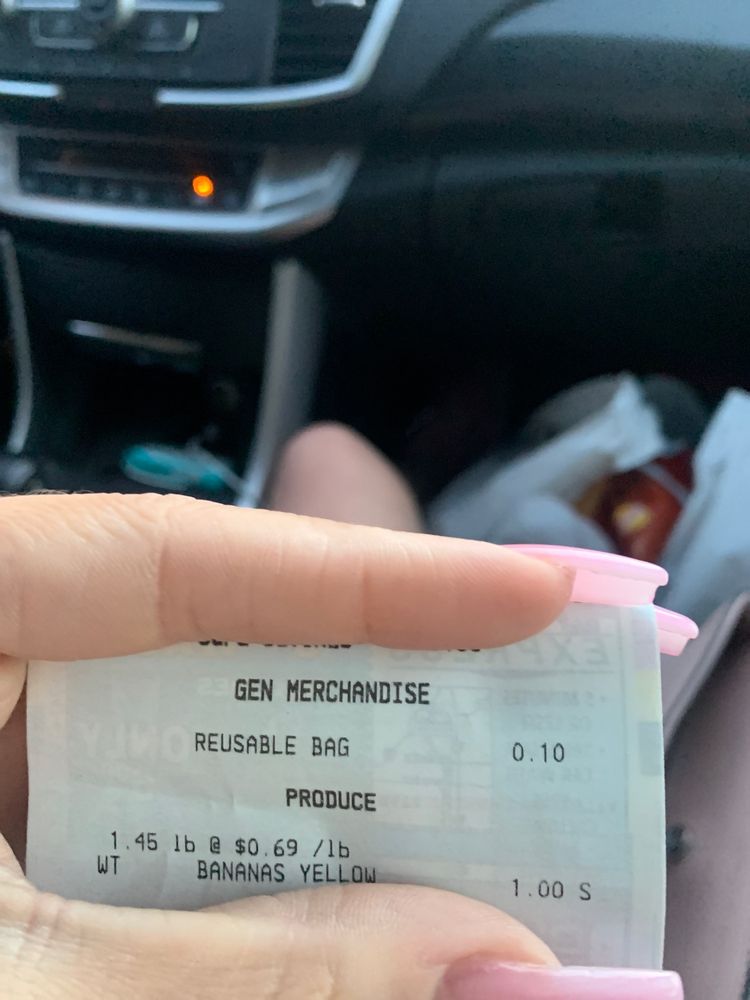 GEN MERCHANDISE
REUSABLE BAG 0.10
PRODUCE
1.45 lb @ $0.69 /lb
WT BANANAS YELLOW 1.00 S